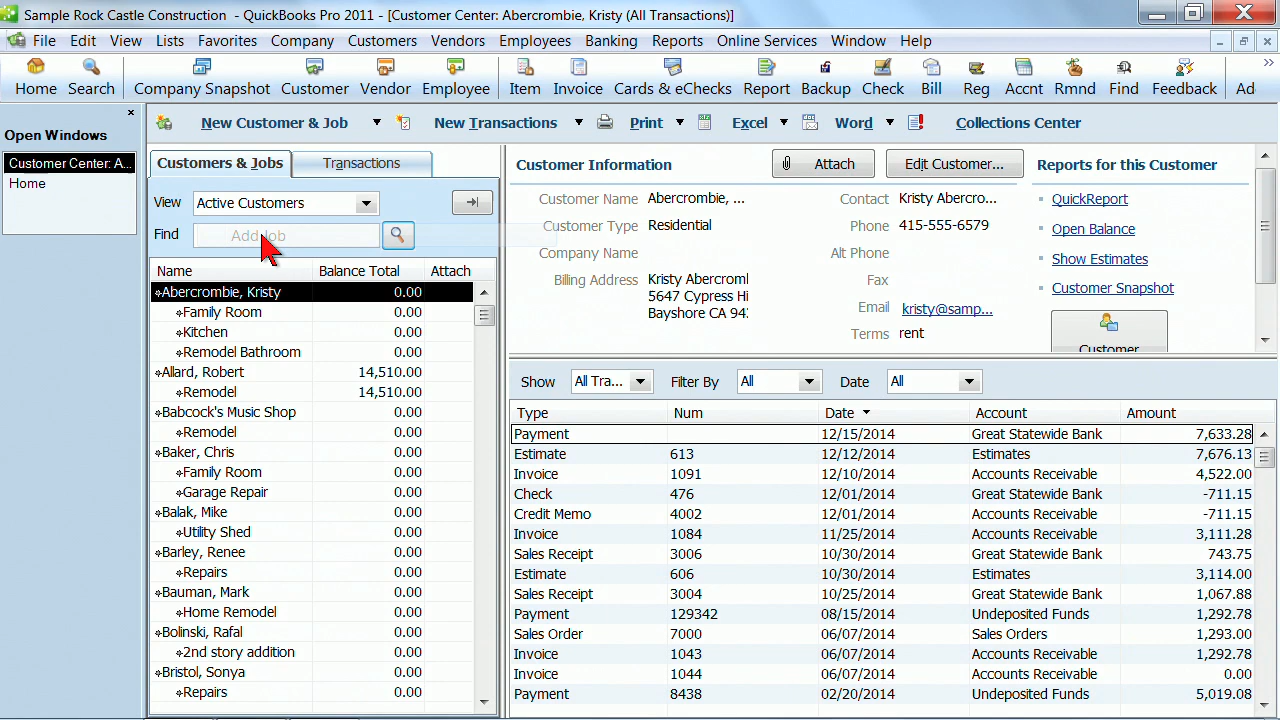 Sample Rock Castle Construction - QuickBooks Pro 2011 - [Customer Center: Abercrombie, Kristy (All Transactions)]
File Edit View Lists Favorites Company Customers Vendors Employees Banking Reports Online Services Window Help
Home Search Company Snapshot Customer Vendor Employee Item Invoice Cards & eChecks Report Backup Check Bill Reg Accnt Rmnd Find Feedback Ad
Open Windows
Customer Center: A...
Home
New Customer & Job New Transactions Print Excel Word Collections Center
Customers & Jobs Transactions
View Active Customers
Find Add Job
Name Balance Total Attach
Abercrombie, Kristy 0.00
Family Room 0.00
Kitchen 0.00
Remodel Bathroom 0.00
Allard, Robert 14,510.00
Remodel 14,510.00
Babcock's Music Shop 0.00
Remodel 0.00
Baker, Chris 0.00
Family Room 0.00
Garage Repair 0.00
Balak, Mike 0.00
Utility Shed 0.00
Barley, Renee 0.00
Repairs 0.00
Bauman, Mark 0.00
Home Remodel 0.00
Bolinski, Rafal 0.00
2nd story addition 0.00
Bristol, Sonya 0.00
Repairs 0.00
Customer Information Attach Edit Customer...
Customer Name Abercrombie, ...
Customer Type Residential
Company Name
Billing Address Kristy Abercrom
5647 Cypress Hi
Bayshore CA 94
Contact Kristy Abercro...
Phone 415-555-6579
Alt Phone
Fax
Email kristy@samp...
Terms rent
Reports for this Customer
QuickReport
Open Balance
Show Estimates
Customer Snapshot
Customer
Show All Tra... Filter By All Date All
Type Num Date Account Amount
Payment 12/15/2014 Great Statewide Bank 7,633.28
Estimate 613 12/12/2014 Estimates 7,676.13
Invoice 1091 12/10/2014 Accounts Receivable 4,522.00
Check 476 12/01/2014 Great Statewide Bank -711.15
Credit Memo 4002 12/01/2014 Accounts Receivable -711.15
Invoice 1084 11/25/2014 Accounts Receivable 3,111.28
Sales Receipt 3006 10/30/2014 Great Statewide Bank 743.75
Estimate 606 10/30/2014 Estimates 3,114.00
Sales Receipt 3004 10/25/2014 Great Statewide Bank 1,067.88
Payment 129342 08/15/2014 Undeposited Funds 1,292.78
Sales Order 7000 06/07/2014 Sales Orders 1,293.00
Invoice 1043 06/07/2014 Accounts Receivable 1,292.78
Invoice 1044 06/07/2014 Accounts Receivable 0.00
Payment 8438 02/20/2014 Undeposited Funds 5,019.08